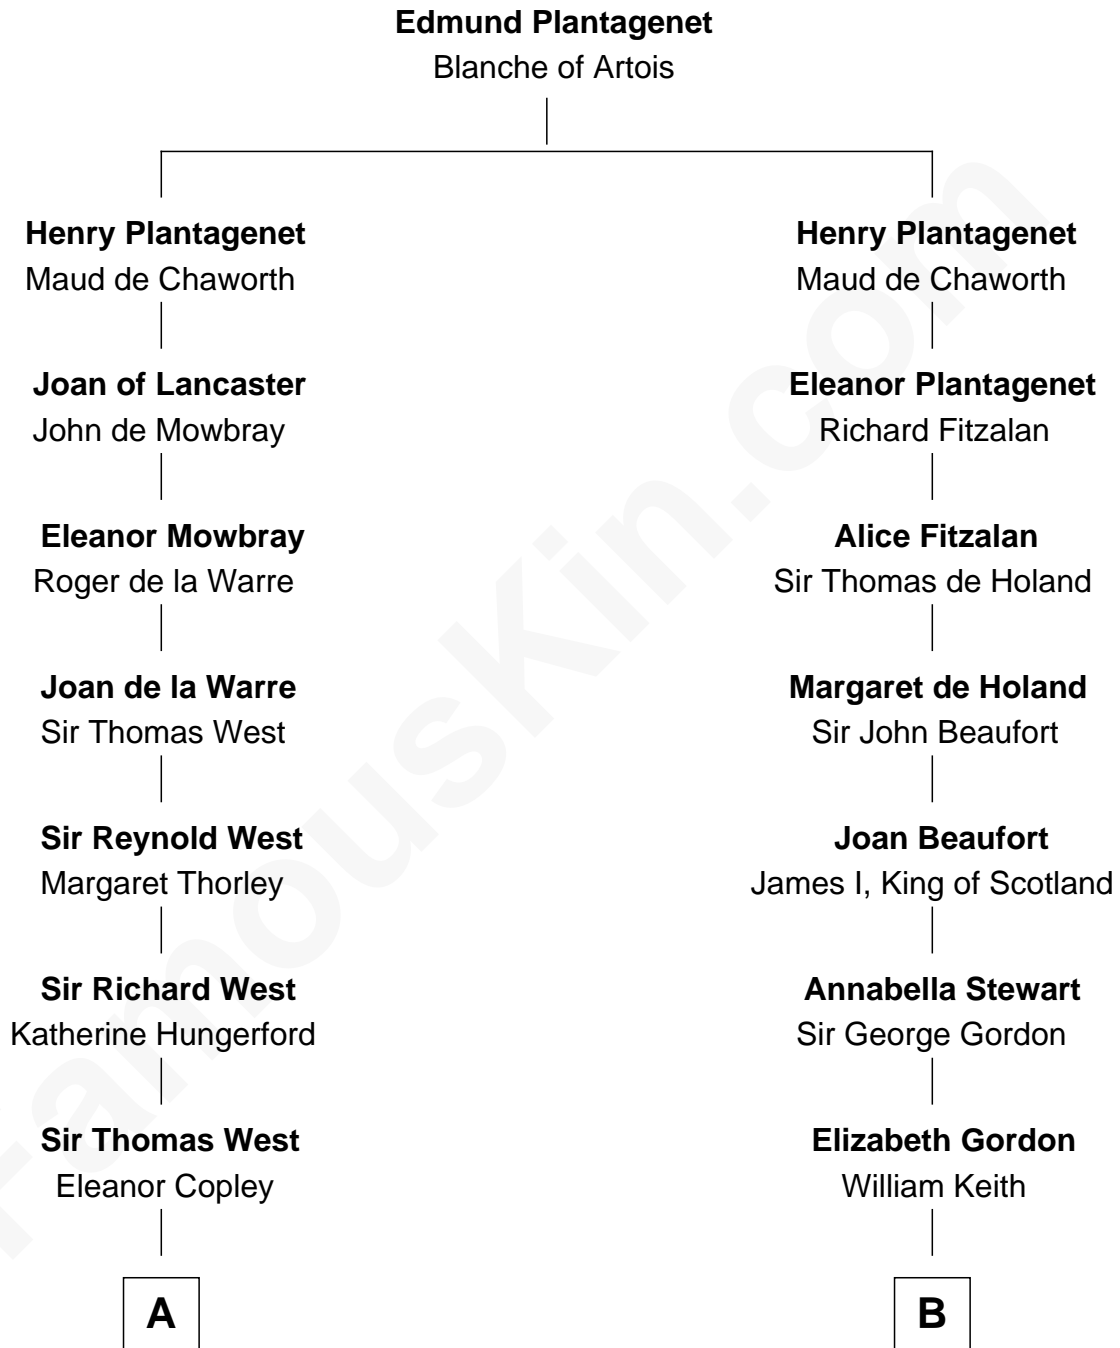 Edmund Plantagenet
Blanche of Artois
Henry Plantagenet
Maud de Chaworth
Joan of Lancaster
John de Mowbray
Eleanor Mowbray
Roger de la Warre
Joan de la Warre
Sir Thomas West
Sir Reynold West
Margaret Thorley
Sir Richard West
Katherine Hungerford
Sir Thomas West
Eleanor Copley
A
Henry Plantagenet
Maud de Chaworth
Eleanor Plantagenet
Richard Fitzalan
Alice Fitzalan
Sir Thomas de Holand
Margaret de Holand
Sir John Beaufort
Joan Beaufort
James I, King of Scotland
Annabella Stewart
Sir George Gordon
Elizabeth Gordon
William Keith
B
FamousKin.com